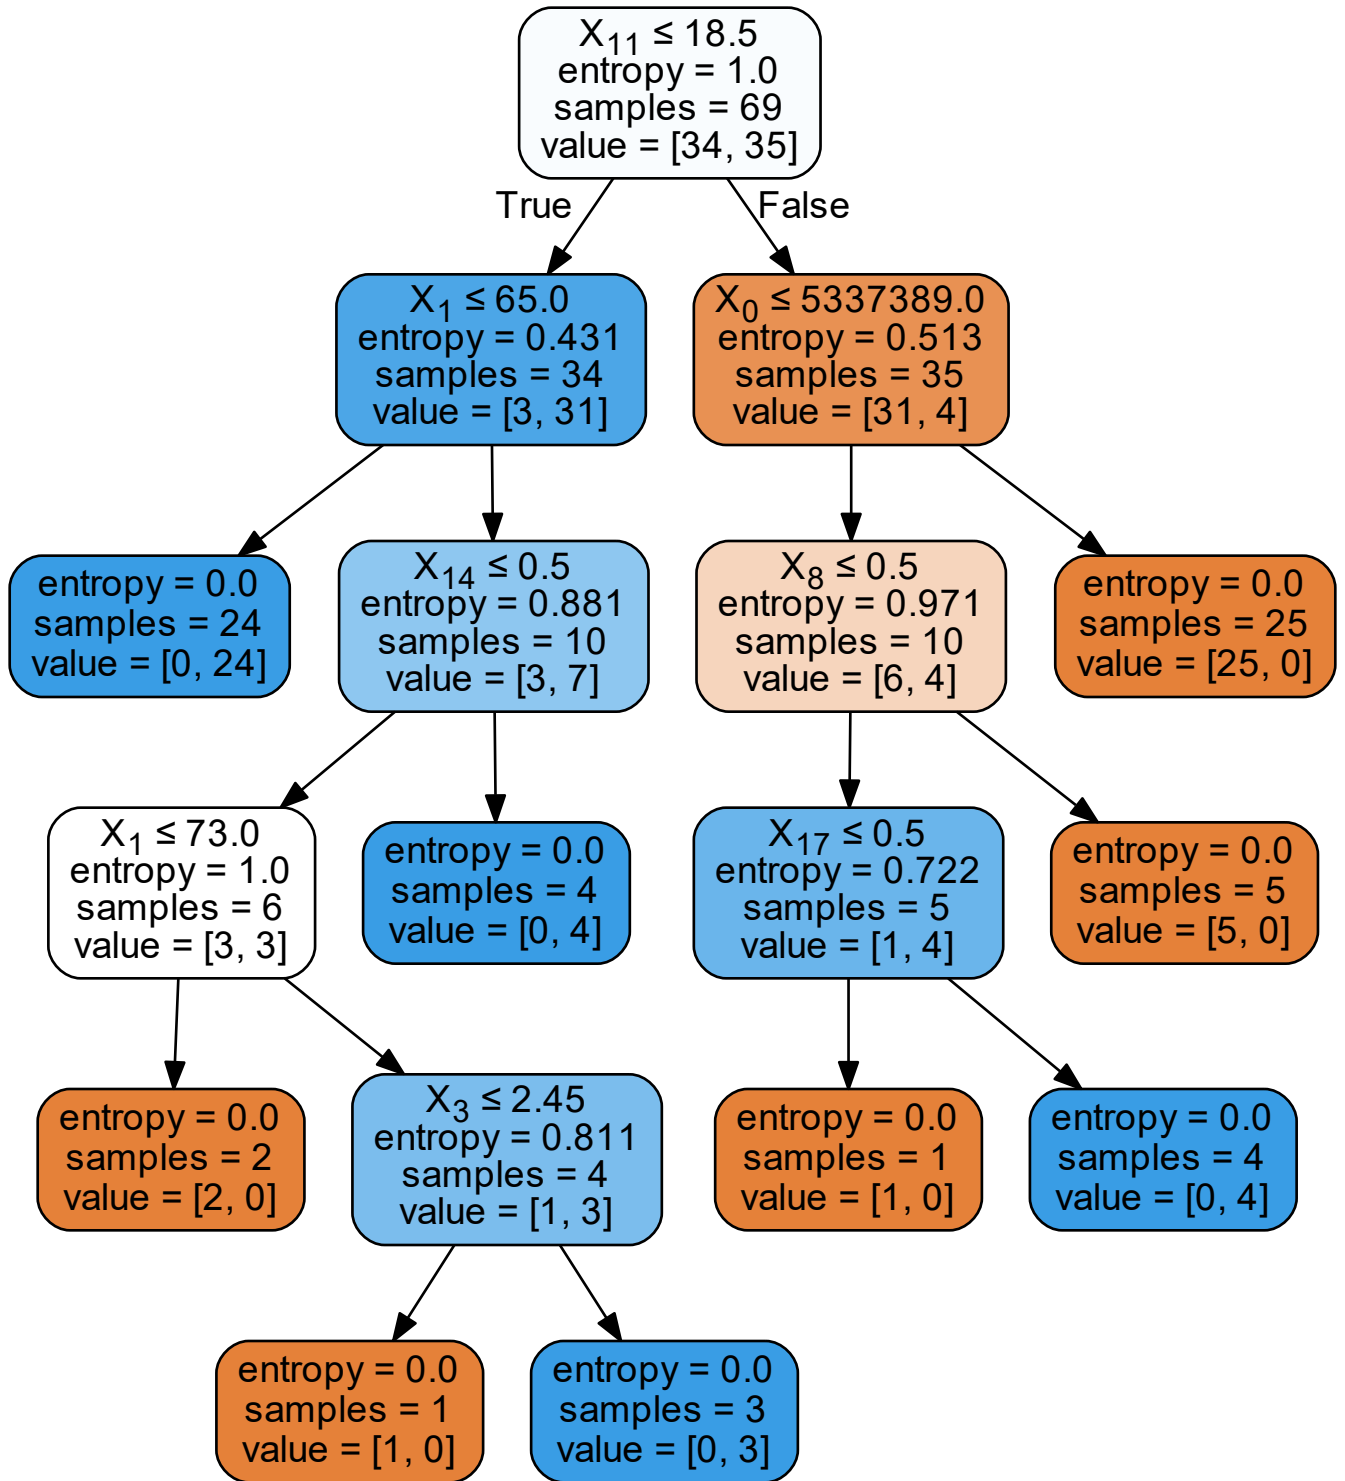 X₁₁ ≤ 18.5
entropy = 1.0
samples = 69
value = [34, 35]
True
False
X₁ ≤ 65.0
entropy = 0.431
samples = 34
value = [3, 31]
X₀ ≤ 5337389.0
entropy = 0.513
samples = 35
value = [31, 4]
entropy = 0.0
samples = 24
value = [0, 24]
X₁₄ ≤ 0.5
entropy = 0.881
samples = 10
value = [3, 7]
X₈ ≤ 0.5
entropy = 0.971
samples = 10
value = [6, 4]
entropy = 0.0
samples = 25
value = [25, 0]
X₁ ≤ 73.0
entropy = 1.0
samples = 6
value = [3, 3]
entropy = 0.0
samples = 4
value = [0, 4]
X₁₇ ≤ 0.5
entropy = 0.722
samples = 5
value = [1, 4]
entropy = 0.0
samples = 5
value = [5, 0]
entropy = 0.0
samples = 2
value = [2, 0]
X₃ ≤ 2.45
entropy = 0.811
samples = 4
value = [1, 3]
entropy = 0.0
samples = 1
value = [1, 0]
entropy = 0.0
samples = 4
value = [0, 4]
entropy = 0.0
samples = 1
value = [1, 0]
entropy = 0.0
samples = 3
value = [0, 3]